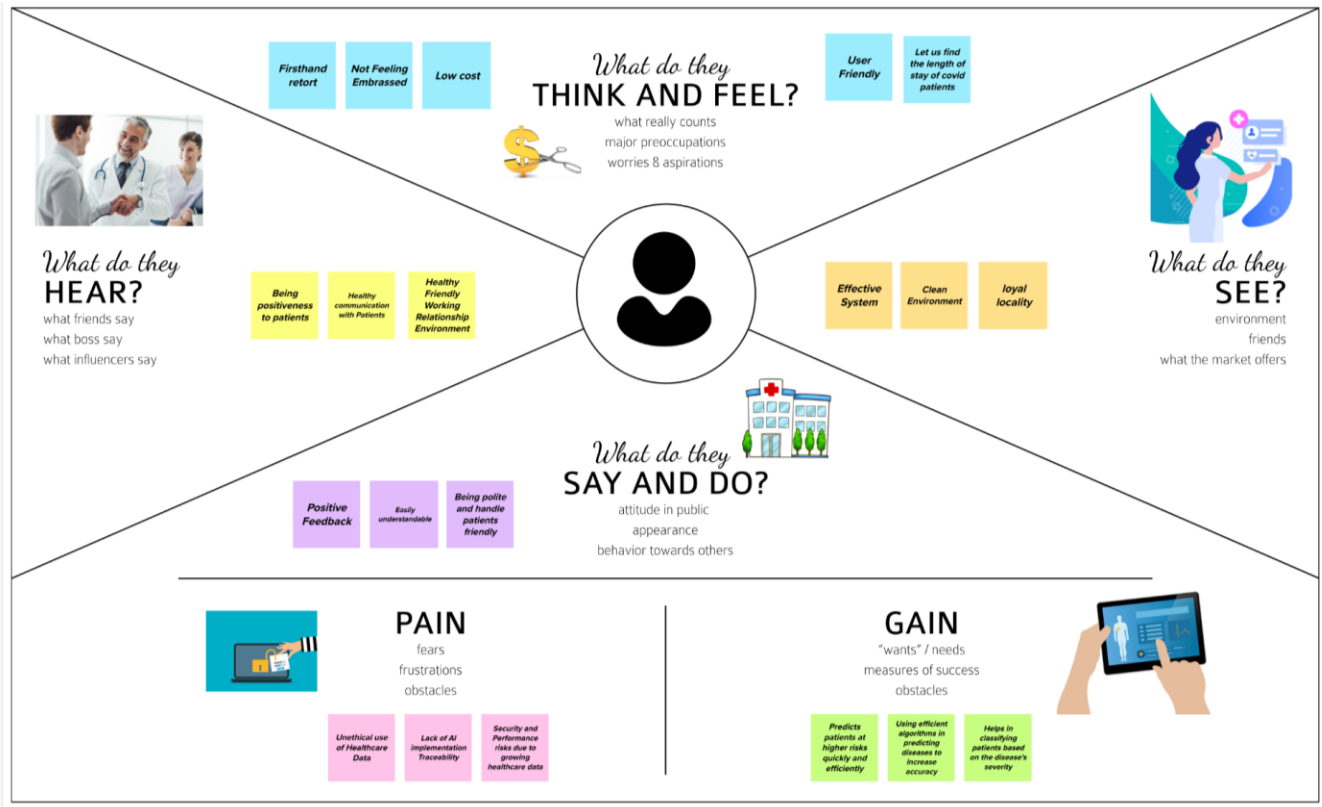 What do they
THINK AND FEEL?
what really counts
major preoccupations
worries & aspirations
Firsthand
retort
Not Feeling
Embrassed
Low cost
User
Friendly
Let us find
the length of
stay of covid
patients
What do they
HEAR?
what friends say
what boss say
what influencers say
Being
positiveness
to patients
Healthy
communication
with Patients
Healthy
Friendly
Working
Relationship
Environment
Effective
System
Clean
Environment
loyal
locality
What do they
SEE?
environment
friends
what the market offers
What do they
SAY AND DO?
attitude in public
appearance
behavior towards others
Positive
Feedback
Easily
understandable
Being polite
and handle
patients
friendly
PAIN
fears
frustrations
obstacles
Unethical use
of Healthcare
Data
Lack of AI
implementation
Traceability
Security and
Performance
risks due to
growing
healthcare data
GAIN
"wants" / needs
measures of success
obstacles
Predicts
patients at
higher risks
quickly and
efficiently
Using efficient
algorithms in
predicting
diseases to
increase
accuracy
Helps in
classifying
patients based
on the disease's
severity